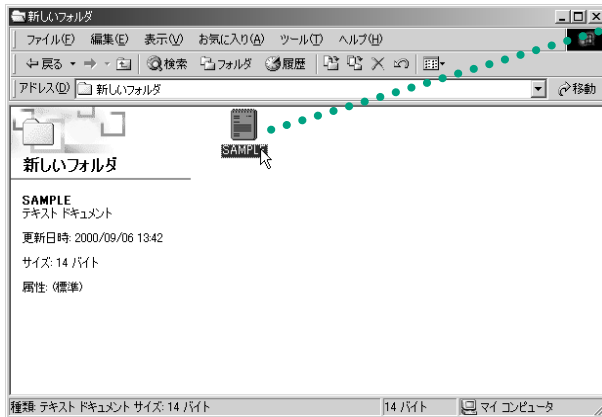 新しいフォルダ
ファイル(F) 編集(E) 表示(V) お気に入り(A) ツール(T) ヘルプ(H)
戻る 検索 フォルダ 履歴
アドレス(D) 新しいフォルダ 移動
SAMPLE
新しいフォルダ
SAMPLE
テキスト ドキュメント
更新日時: 2000/09/06 13:42
サイズ: 14 バイト
属性: (標準)
種類: テキスト ドキュメント サイズ: 14 バイト 14 バイト マイ コンピュータ